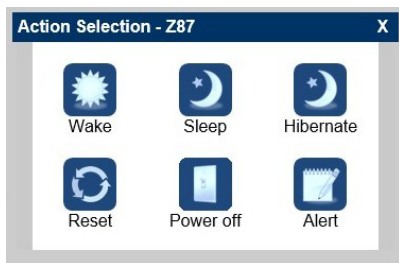 Action Selection - Z87 X
Wake Sleep Hibernate
Reset Power off Alert